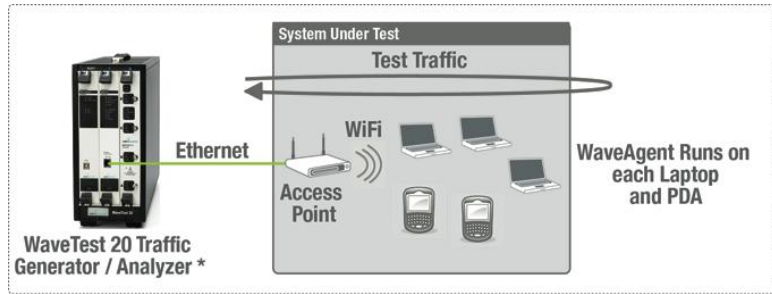 System Under Test
Test Traffic
Ethernet
WiFi
Access
Point
WaveAgent Runs on
each Laptop
and PDA
WaveTest 20 Traffic
Generator / Analyzer *